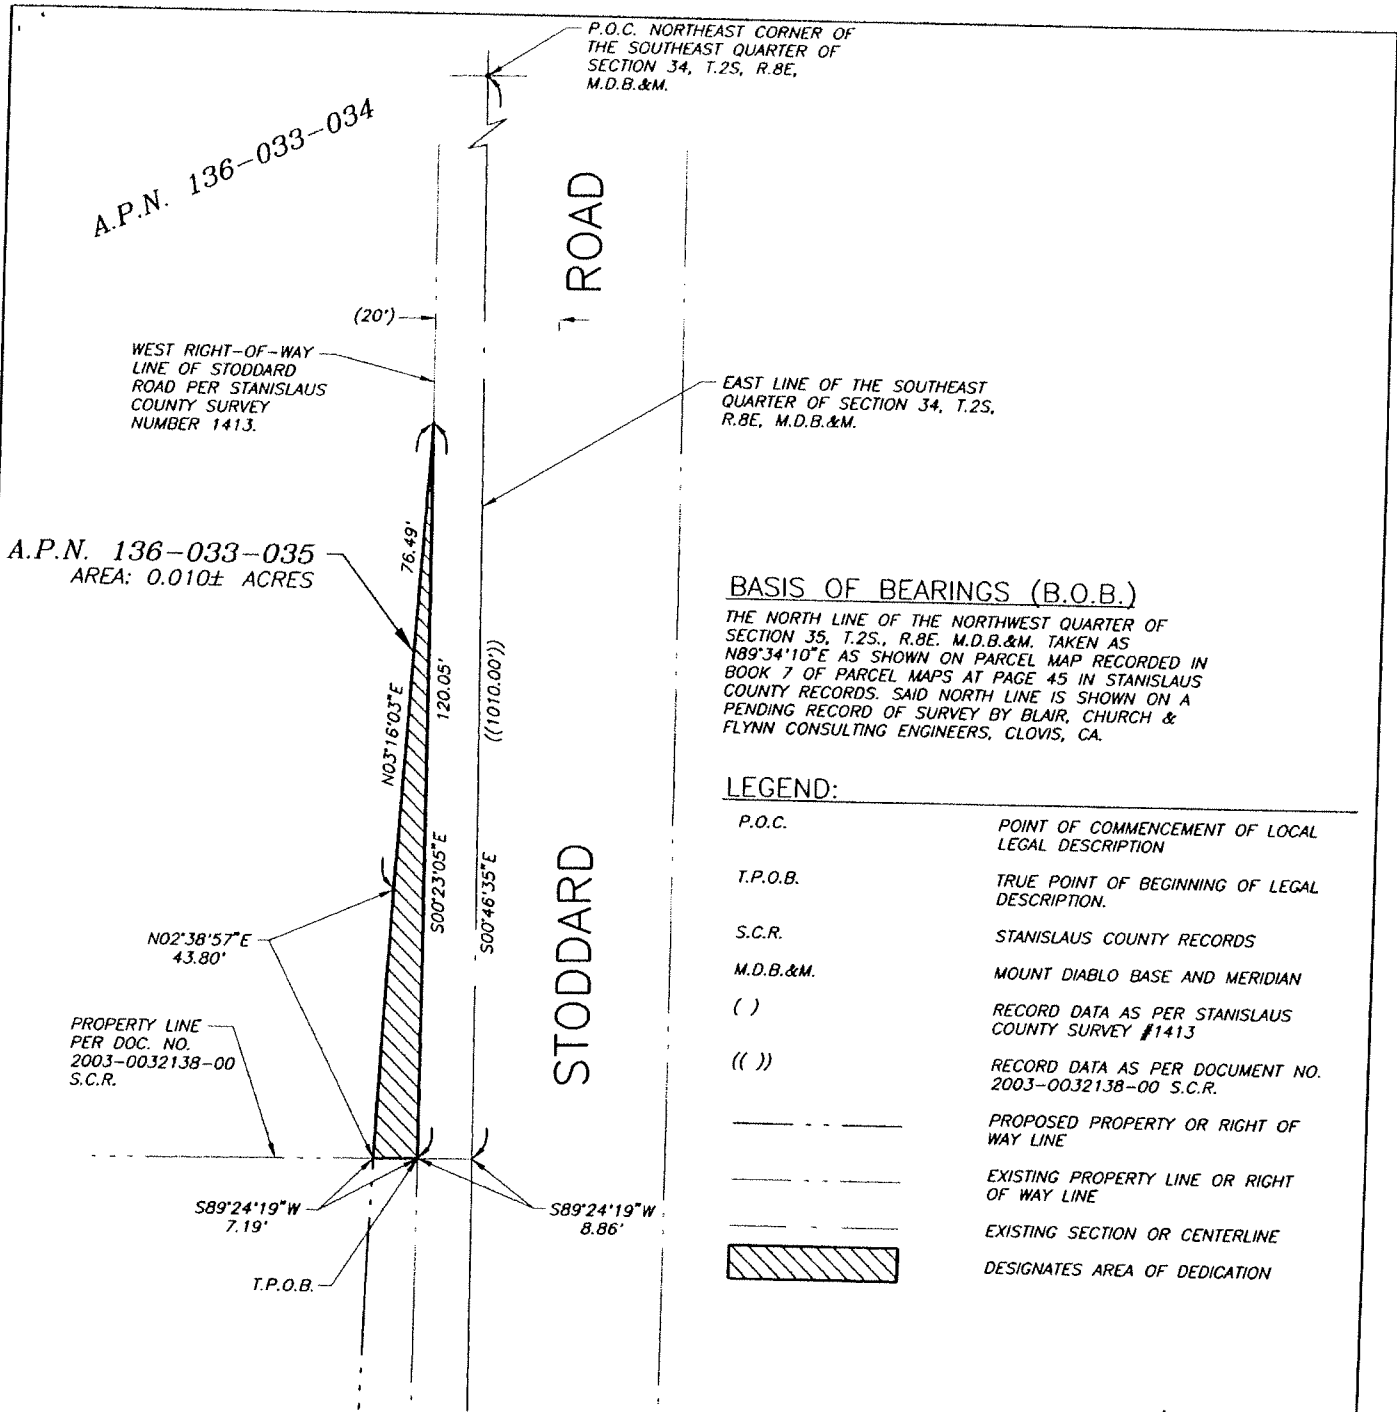 P.O.C. NORTHEAST CORNER OF
THE SOUTHEAST QUARTER OF
SECTION 34, T.2S, R.8E,
M.D.B.&M.
A.P.N. 136-033-034
ROAD
(20')
WEST RIGHT-OF-WAY
LINE OF STODDARD
ROAD PER STANISLAUS
COUNTY SURVEY
NUMBER 1413.
EAST LINE OF THE SOUTHEAST
QUARTER OF SECTION 34, T.2S,
R.8E, M.D.B.&M.
A.P.N. 136-033-035
AREA: 0.010± ACRES
76.49'
N03°16'03"E
120.05'
S00°23'05"E
((1010.00'))
S00°46'35"E
STODDARD
N02°38'57"E
43.80'
PROPERTY LINE
PER DOC. NO.
2003-0032138-00
S.C.R.
S89°24'19"W
7.19'
S89°24'19"W
8.86'
T.P.O.B.
BASIS OF BEARINGS (B.O.B.)
THE NORTH LINE OF THE NORTHWEST QUARTER OF
SECTION 35, T.2S., R.8E. M.D.B.&M. TAKEN AS
N89°34'10"E AS SHOWN ON PARCEL MAP RECORDED IN
BOOK 7 OF PARCEL MAPS AT PAGE 45 IN STANISLAUS
COUNTY RECORDS. SAID NORTH LINE IS SHOWN ON A
PENDING RECORD OF SURVEY BY BLAIR, CHURCH &
FLYNN CONSULTING ENGINEERS, CLOVIS, CA.
LEGEND:
P.O.C. POINT OF COMMENCEMENT OF LOCAL
LEGAL DESCRIPTION
T.P.O.B. TRUE POINT OF BEGINNING OF LEGAL
DESCRIPTION.
S.C.R. STANISLAUS COUNTY RECORDS
M.D.B.&M. MOUNT DIABLO BASE AND MERIDIAN
( ) RECORD DATA AS PER STANISLAUS
COUNTY SURVEY #1413
(( )) RECORD DATA AS PER DOCUMENT NO.
2003-0032138-00 S.C.R.
PROPOSED PROPERTY OR RIGHT OF
WAY LINE
EXISTING PROPERTY LINE OR RIGHT
OF WAY LINE
EXISTING SECTION OR CENTERLINE
DESIGNATES AREA OF DEDICATION